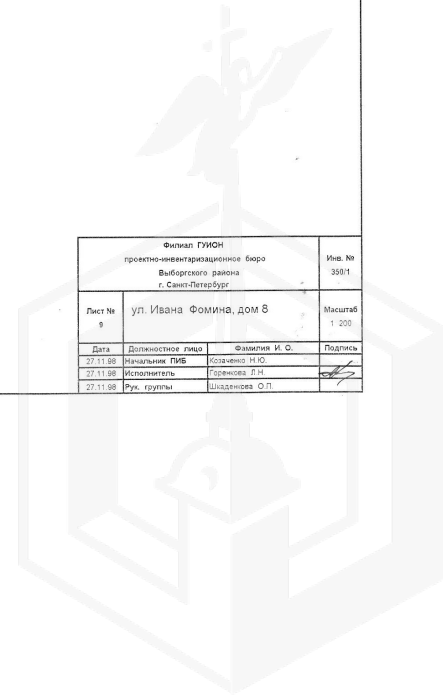 Филиал ГУИОН
проектно-инвентаризационное бюро
Выборгского района
г. Санкт-Петербург
Инв. №
350/1
Лист №
9
ул. Ивана Фомина, дом 8
Масштаб
1 200
Дата Должностное лицо Фамилия И. О. Подпись
27.11.98 Начальник ПИБ Козаченко Н.Ю.
27.11.98 Исполнитель Горенкова Л.Н.
27.11.98 Рук. группы Шкаденкова О.П.